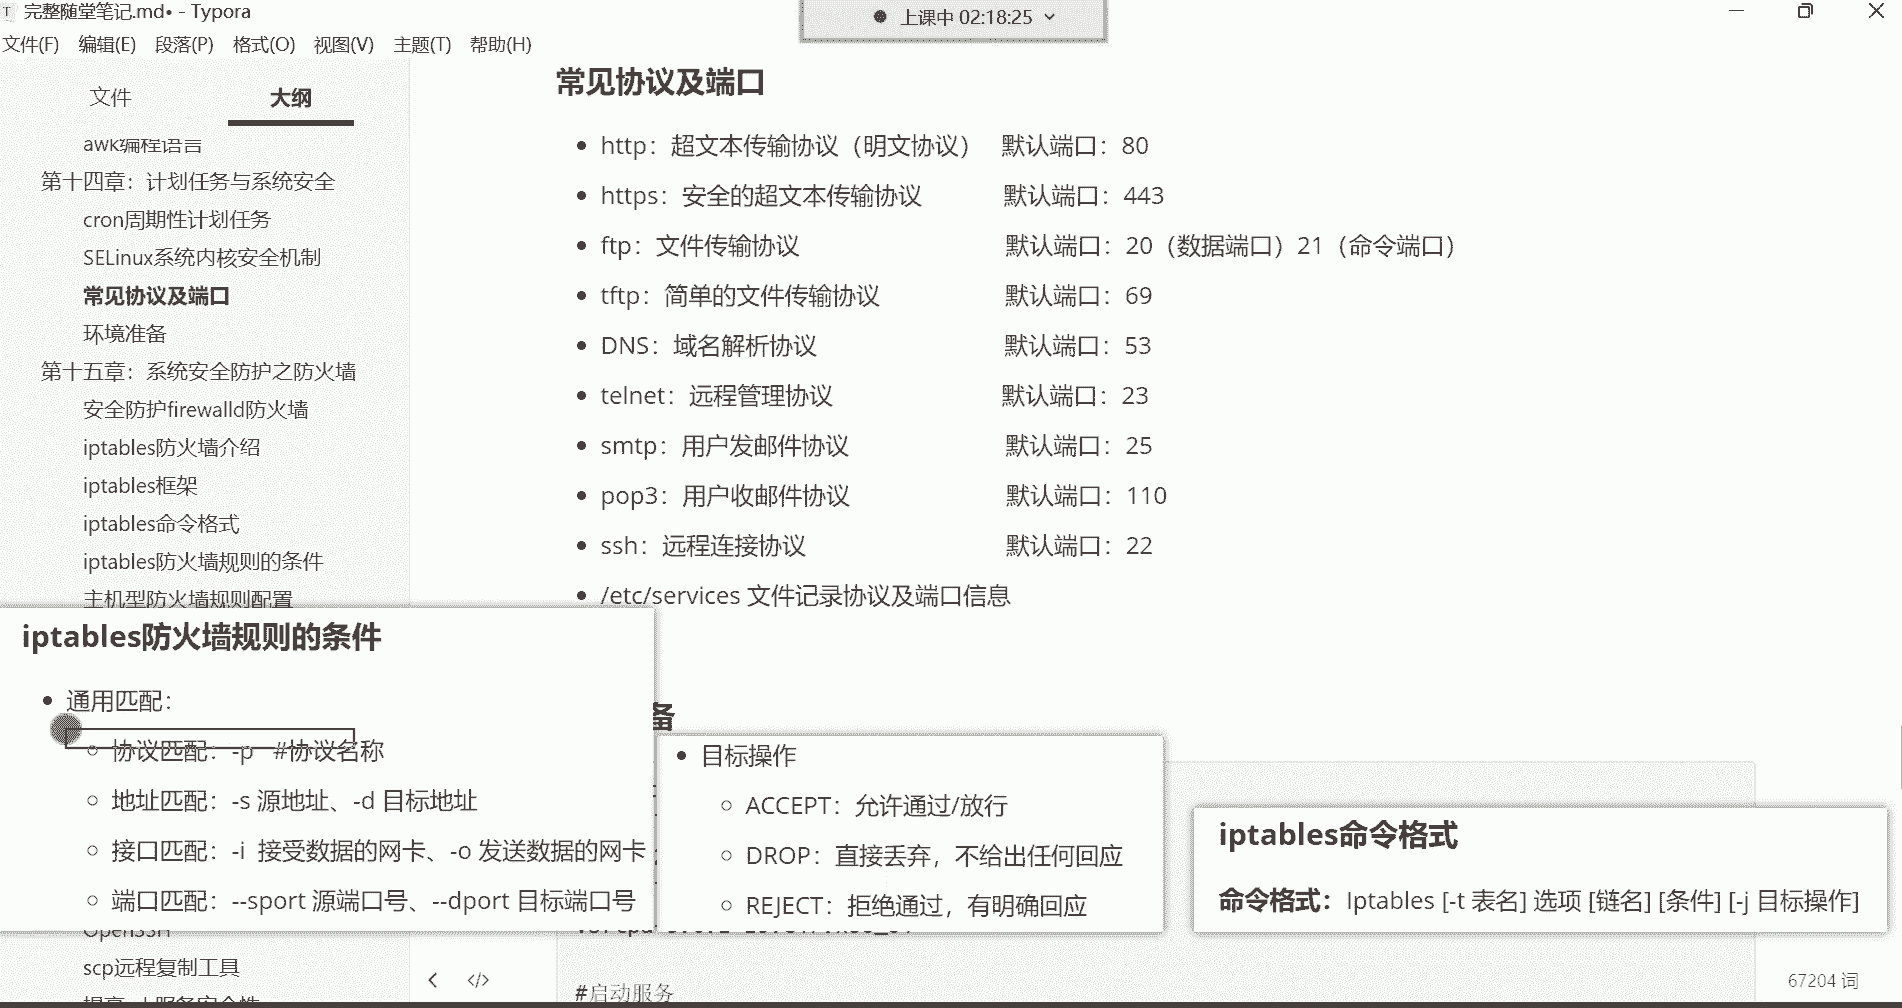 完整随堂笔记.md• - Typora
上课中 02:18:25
文件(F) 编辑(E) 段落(P) 格式(O) 视图(V) 主题(T) 帮助(H)
文件 大纲
awk编程语言
第十四章：计划任务与系统安全
cron周期性计划任务
SELinux系统内核安全机制
常见协议及端口
环境准备
第十五章：系统安全防护之防火墙
安全防护firewalld防火墙
iptables防火墙介绍
iptables框架
iptables命令格式
iptables防火墙规则的条件
主机型防火墙规则配置
常见协议及端口
http：超文本传输协议（明文协议） 默认端口：80
https：安全的超文本传输协议 默认端口：443
ftp：文件传输协议 默认端口：20（数据端口）21（命令端口）
tftp：简单的文件传输协议 默认端口：69
DNS：域名解析协议 默认端口：53
telnet：远程管理协议 默认端口：23
smtp：用户发邮件协议 默认端口：25
pop3：用户收邮件协议 默认端口：110
ssh：远程连接协议 默认端口：22
/etc/services 文件记录协议及端口信息
备
iptables防火墙规则的条件
通用匹配：
协议匹配：-p #协议名称
地址匹配：-s 源地址、-d 目标地址
接口匹配：-i 接受数据的网卡、-o 发送数据的网卡
端口匹配：--sport 源端口号、--dport 目标端口号
目标操作
ACCEPT：允许通过/放行
DROP：直接丢弃，不给出任何回应
REJECT：拒绝通过，有明确回应
iptables命令格式
命令格式：Iptables [-t 表名] 选项 [链名] [条件] [-j 目标操作]
OpenSSH
scp远程复制工具
#启动服务
67204 词